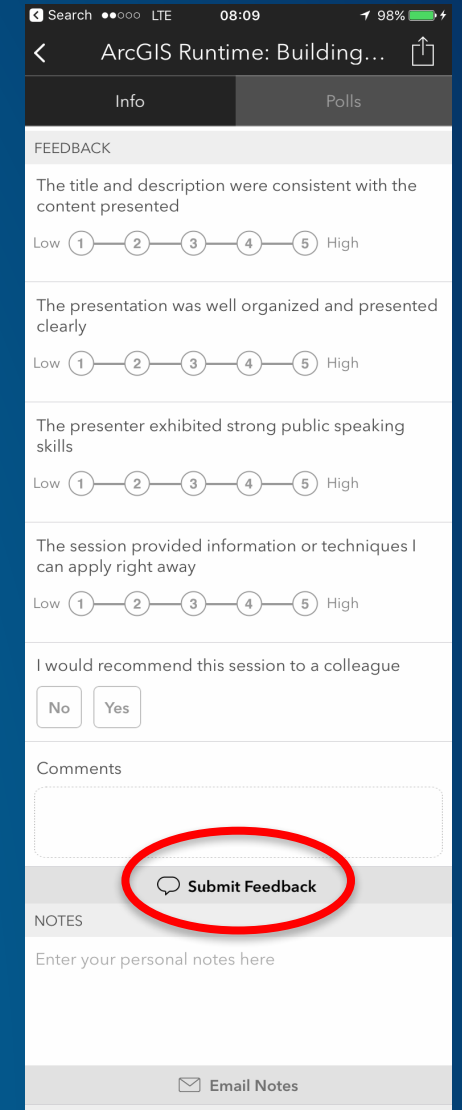 Search LTE 08:09 98%
ArcGIS Runtime: Building...
Info Polls
FEEDBACK
The title and description were consistent with the
content presented
Low 1 2 3 4 5 High
The presentation was well organized and presented
clearly
Low 1 2 3 4 5 High
The presenter exhibited strong public speaking
skills
Low 1 2 3 4 5 High
The session provided information or techniques I
can apply right away
Low 1 2 3 4 5 High
I would recommend this session to a colleague
No Yes
Comments
Submit Feedback
NOTES
Enter your personal notes here
Email Notes